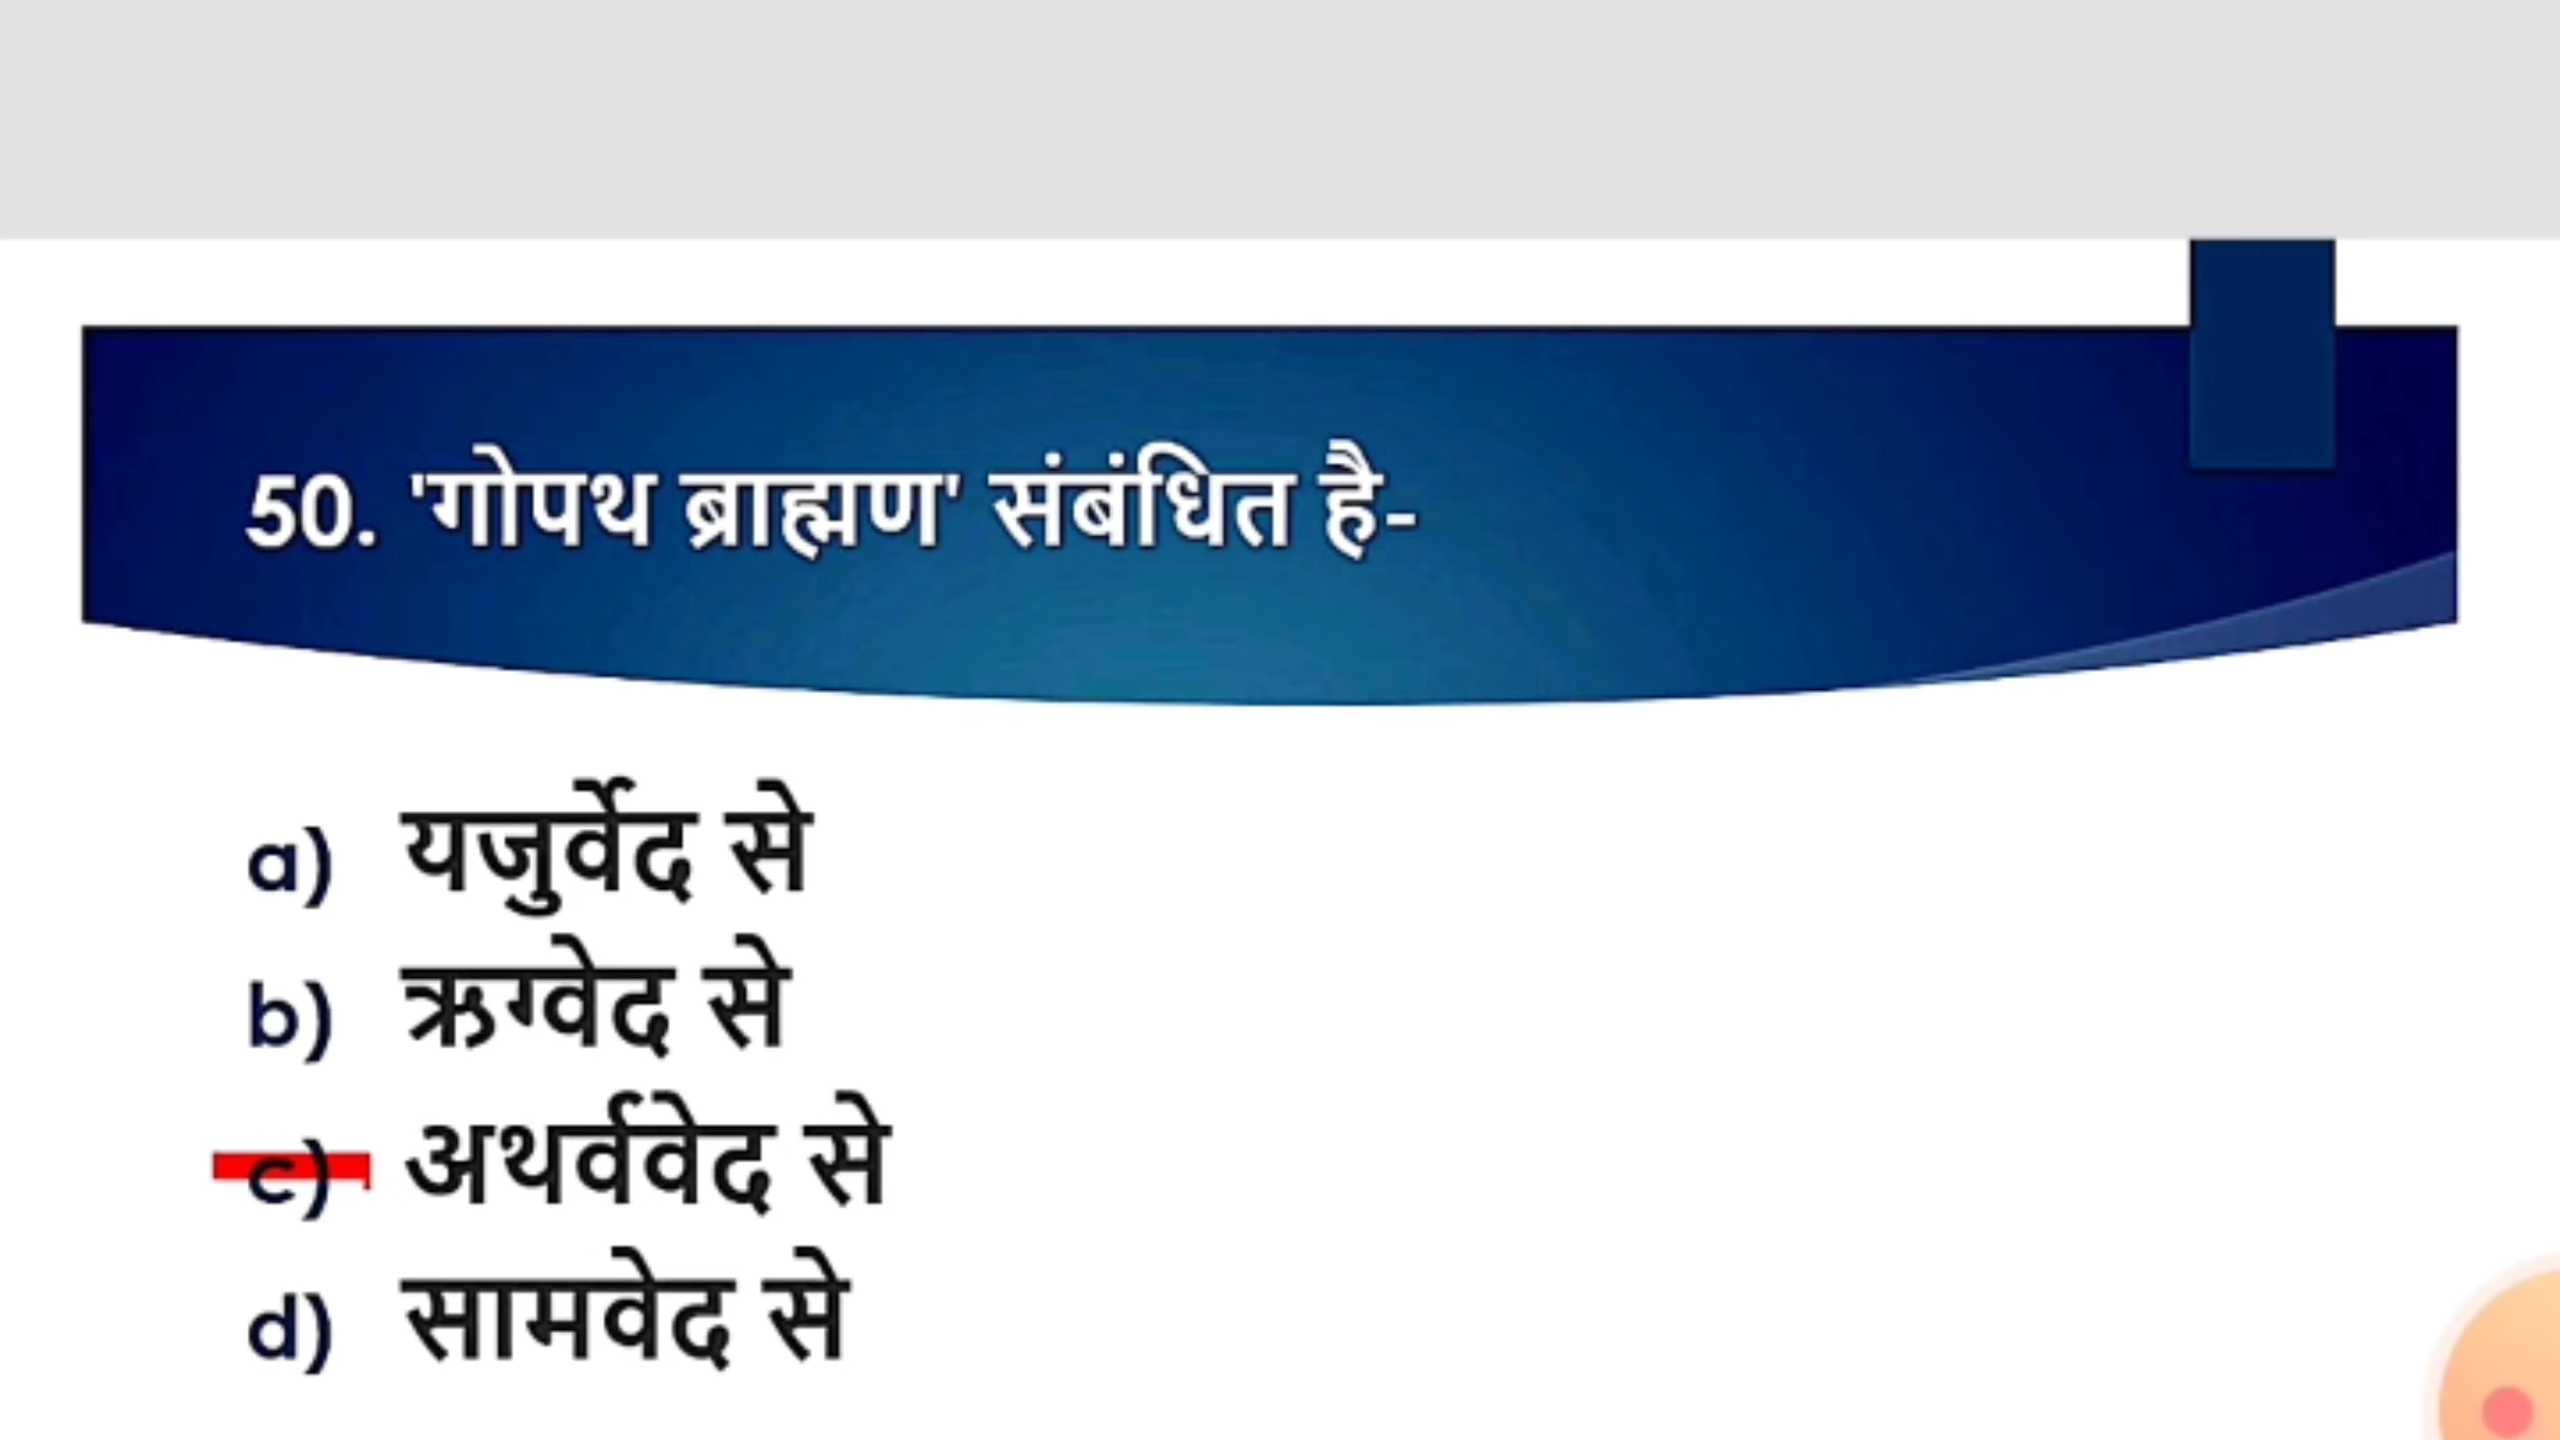 50. 'गोपथ ब्राह्मण' संबंधित है-
a) यजुर्वेद से
b) ऋग्वेद से
c) अथर्ववेद से
d) सामवेद से